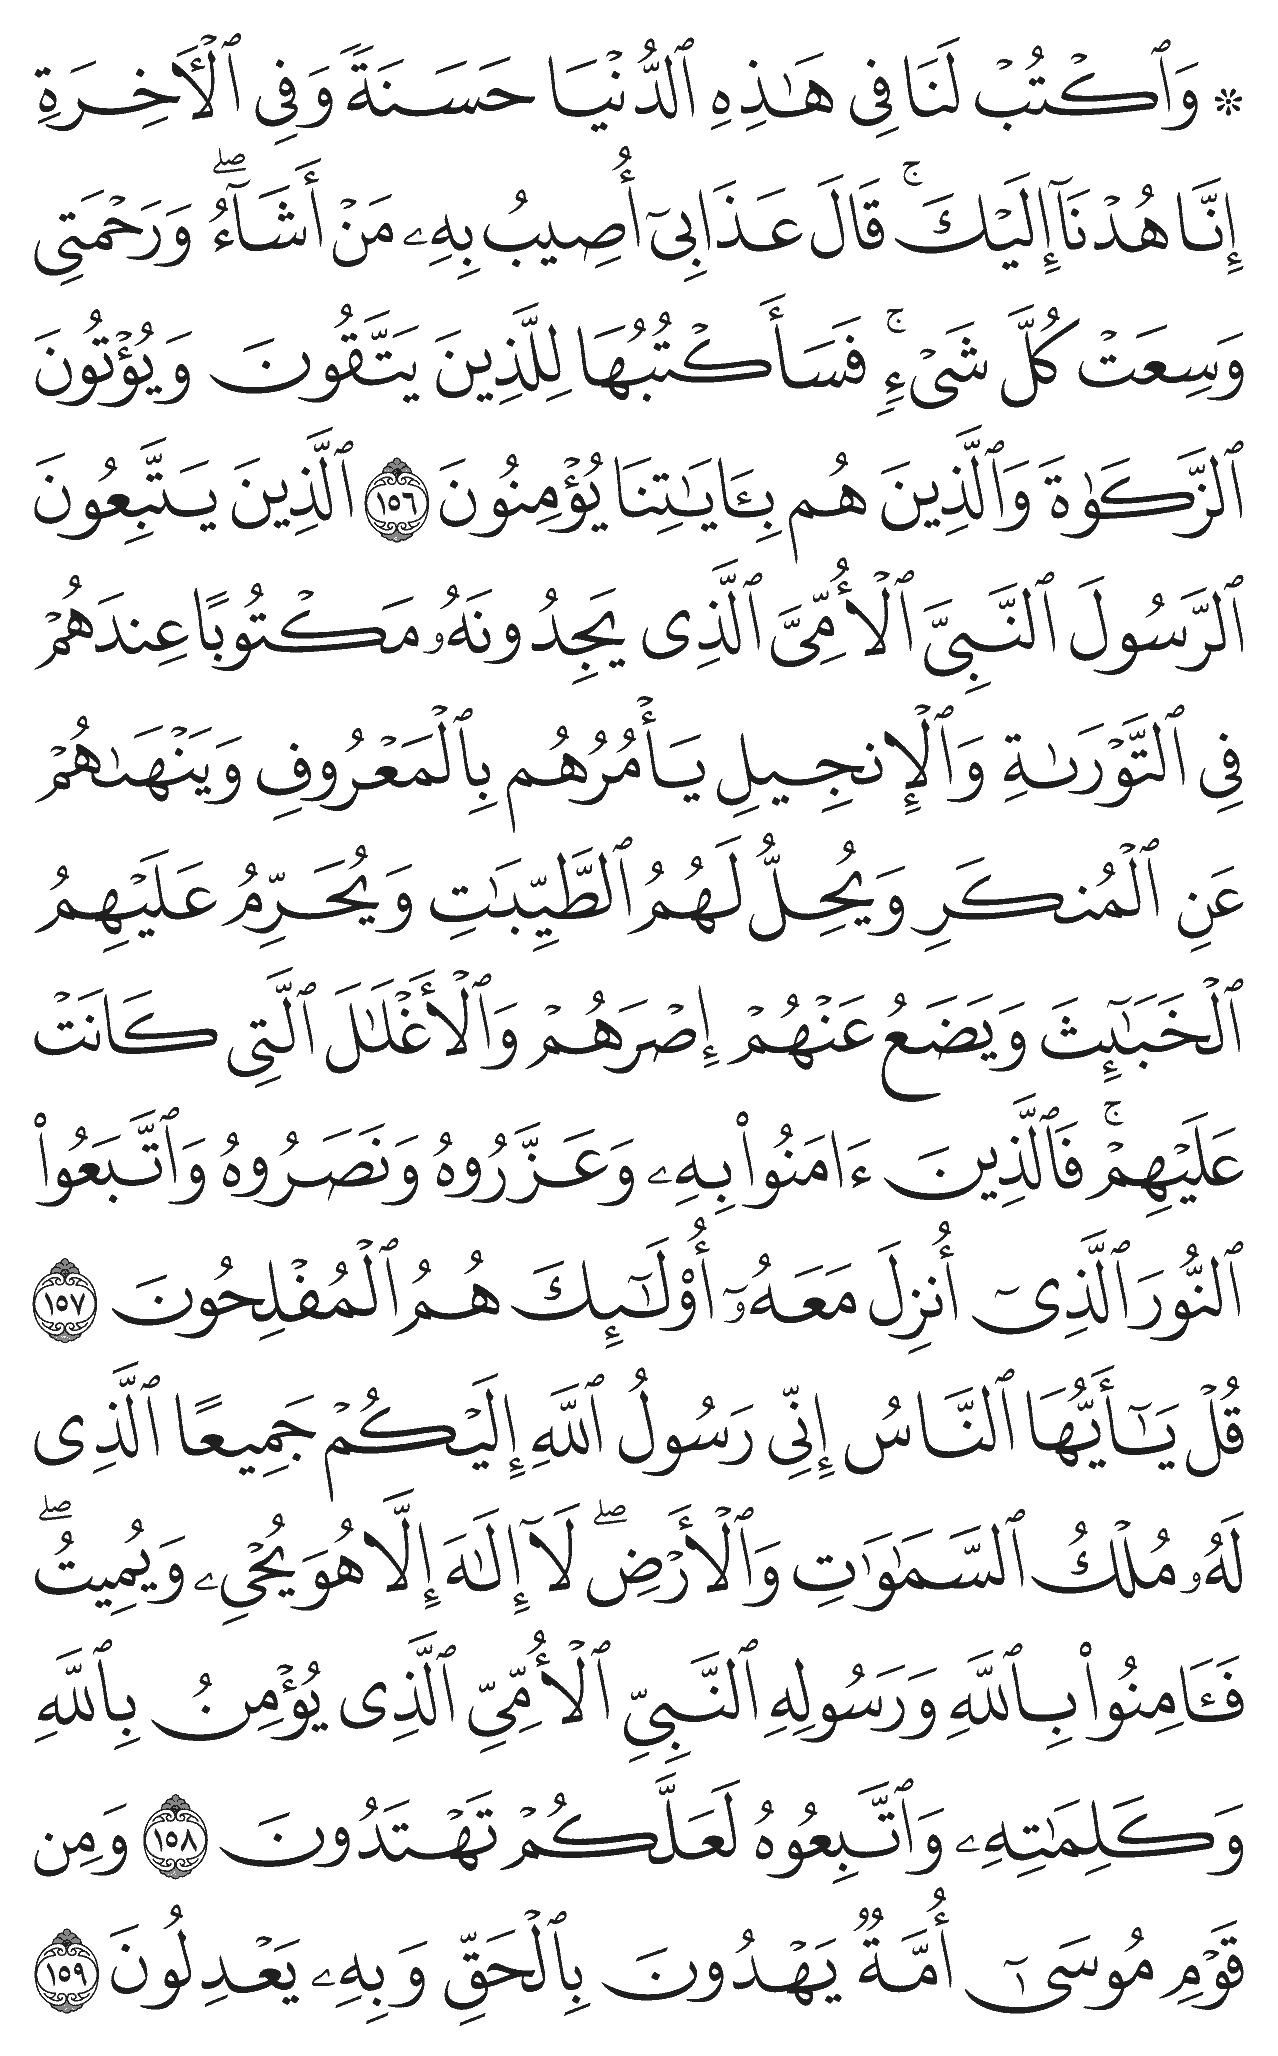 ۞ وَٱكۡتُبۡ لَنَا فِي هَٰذِهِ ٱلدُّنۡيَا حَسَنَةٗ وَفِي ٱلۡأٓخِرَةِ
إِنَّا هُدۡنَآ إِلَيۡكَۚ قَالَ عَذَابِيٓ أُصِيبُ بِهِۦ مَنۡ أَشَآءُۖ وَرَحۡمَتِي
وَسِعَتۡ كُلَّ شَيۡءٖۚ فَسَأَكۡتُبُهَا لِلَّذِينَ يَتَّقُونَ وَيُؤۡتُونَ
ٱلزَّكَوٰةَ وَٱلَّذِينَ هُم بِـَٔايَٰتِنَا يُؤۡمِنُونَ ١٥٦ ٱلَّذِينَ يَتَّبِعُونَ
ٱلرَّسُولَ ٱلنَّبِيَّ ٱلۡأُمِّيَّ ٱلَّذِي يَجِدُونَهُۥ مَكۡتُوبًا عِندَهُمۡ
فِي ٱلتَّوۡرَىٰةِ وَٱلۡإِنجِيلِ يَأۡمُرُهُم بِٱلۡمَعۡرُوفِ وَيَنۡهَىٰهُمۡ
عَنِ ٱلۡمُنكَرِ وَيُحِلُّ لَهُمُ ٱلطَّيِّبَٰتِ وَيُحَرِّمُ عَلَيۡهِمُ
ٱلۡخَبَٰٓئِثَ وَيَضَعُ عَنۡهُمۡ إِصۡرَهُمۡ وَٱلۡأَغۡلَٰلَ ٱلَّتِي كَانَتۡ
عَلَيۡهِمۡۚ فَٱلَّذِينَ ءَامَنُواْ بِهِۦ وَعَزَّرُوهُ وَنَصَرُوهُ وَٱتَّبَعُواْ
ٱلنُّورَ ٱلَّذِيٓ أُنزِلَ مَعَهُۥٓ أُوْلَٰٓئِكَ هُمُ ٱلۡمُفۡلِحُونَ ١٥٧
قُلۡ يَٰٓأَيُّهَا ٱلنَّاسُ إِنِّي رَسُولُ ٱللَّهِ إِلَيۡكُمۡ جَمِيعًا ٱلَّذِي
لَهُۥ مُلۡكُ ٱلسَّمَٰوَٰتِ وَٱلۡأَرۡضِۖ لَآ إِلَٰهَ إِلَّا هُوَ يُحۡيِۦ وَيُمِيتُۖ
فَـَٔامِنُواْ بِٱللَّهِ وَرَسُولِهِ ٱلنَّبِيِّ ٱلۡأُمِّيِّ ٱلَّذِي يُؤۡمِنُ بِٱللَّهِ
وَكَلِمَٰتِهِۦ وَٱتَّبِعُوهُ لَعَلَّكُمۡ تَهۡتَدُونَ ١٥٨ وَمِن
قَوۡمِ مُوسَىٰٓ أُمَّةٞ يَهۡدُونَ بِٱلۡحَقِّ وَبِهِۦ يَعۡدِلُونَ ١٥٩